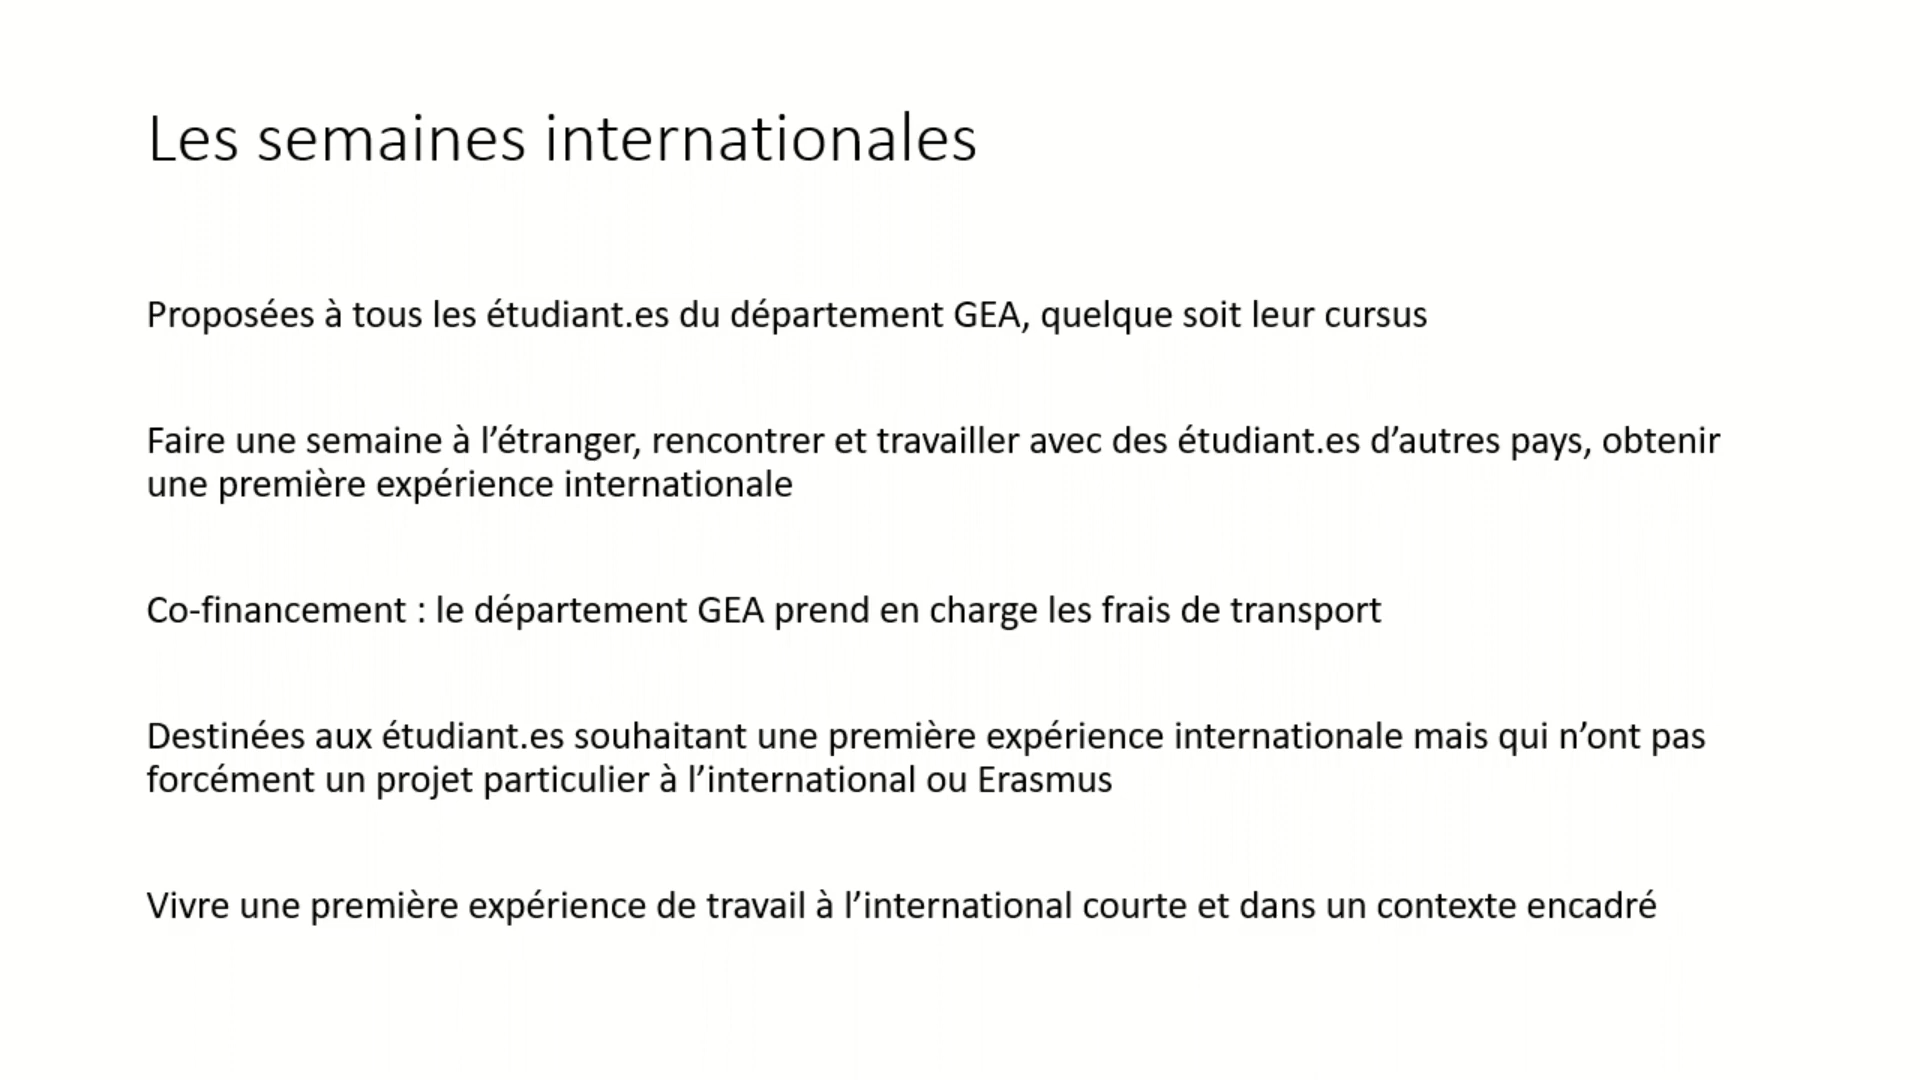 Les semaines internationales
Proposées à tous les étudiant.es du département GEA, quelque soit leur cursus
Faire une semaine à l’étranger, rencontrer et travailler avec des étudiant.es d’autres pays, obtenir
une première expérience internationale
Co-financement : le département GEA prend en charge les frais de transport
Destinées aux étudiant.es souhaitant une première expérience internationale mais qui n’ont pas
forcément un projet particulier à l’international ou Erasmus
Vivre une première expérience de travail à l’international courte et dans un contexte encadré